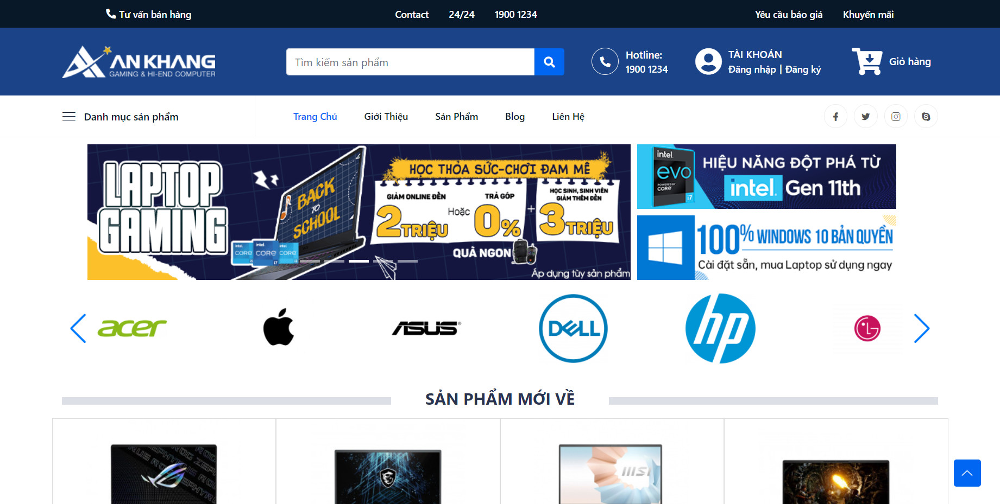 Tư vấn bán hàng
Contact 24/24 1900 1234
Yêu cầu báo giá Khuyến mãi
AN KHANG
GAMING & HI-END COMPUTER
Tìm kiếm sản phẩm
Hotline:
1900 1234
TÀI KHOẢN
Đăng nhập | Đăng ký
Giỏ hàng
Danh mục sản phẩm
Trang Chủ Giới Thiệu Sản Phẩm Blog Liên Hệ
LAPTOP
GAMING
BACK
TO
SCHOOL
intel intel intel
CORE CORE CORE
i7
HỌC THỎA SỨC-CHƠI ĐAM MÊ
GIẢM ONLINE ĐẾN
2 TRIỆU
Hoặc
TRẢ GÓP
0%
+
HỌC SINH, SINH VIÊN
GIẢM THÊM ĐẾN
3 TRIỆU
QUÀ NGON
Áp dụng tùy sản phẩm
intel.
evo
POWERED BY
CORE
i7
HIỆU NĂNG ĐỘT PHÁ TỪ
intel. Gen 11th
100% WINDOWS 10 BẢN QUYỀN
Cài đặt sẵn, mua Laptop sử dụng ngay
acer
ASUS
DELL
hp
LG
SẢN PHẨM MỚI VỀ
msi